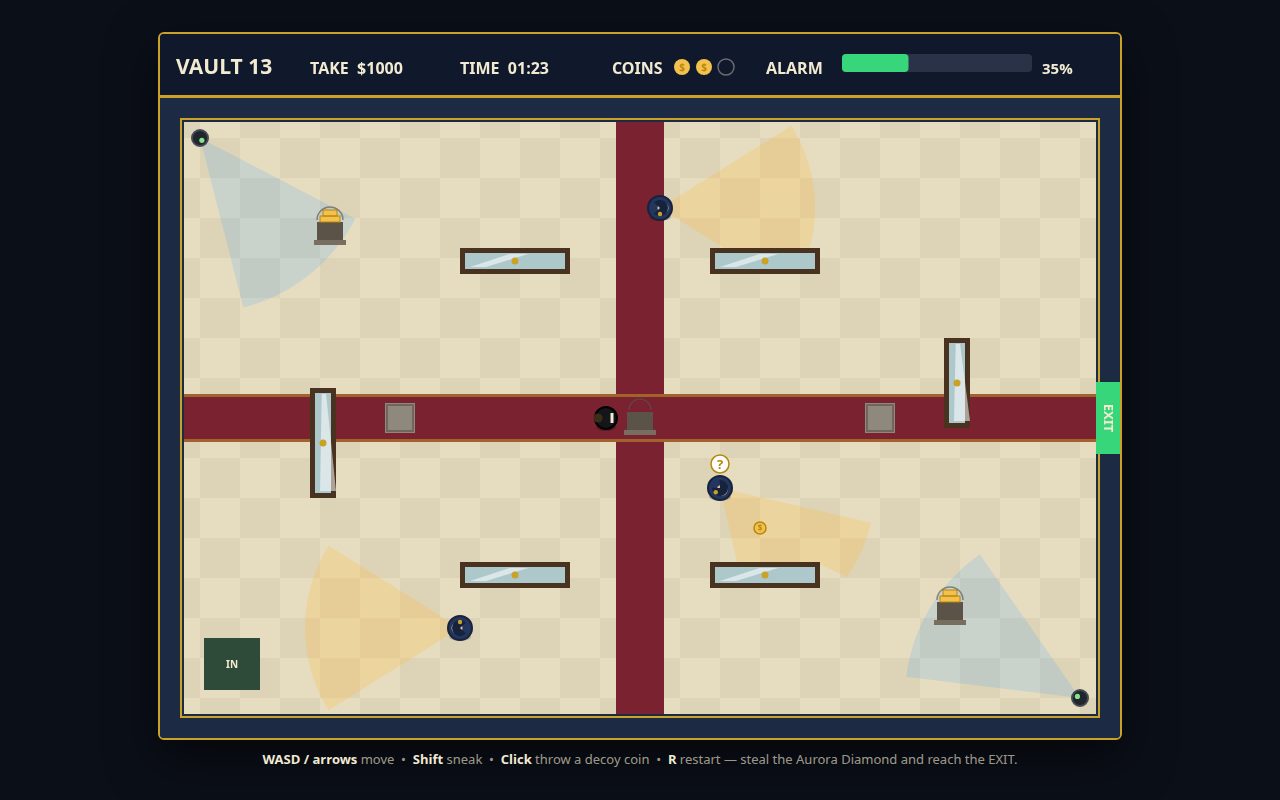 VAULT 13 TAKE $1000 TIME 01:23 COINS $ $ ALARM 35%
EXIT
?
$
IN
WASD / arrows move • Shift sneak • Click throw a decoy coin • R restart — steal the Aurora Diamond and reach the EXIT.